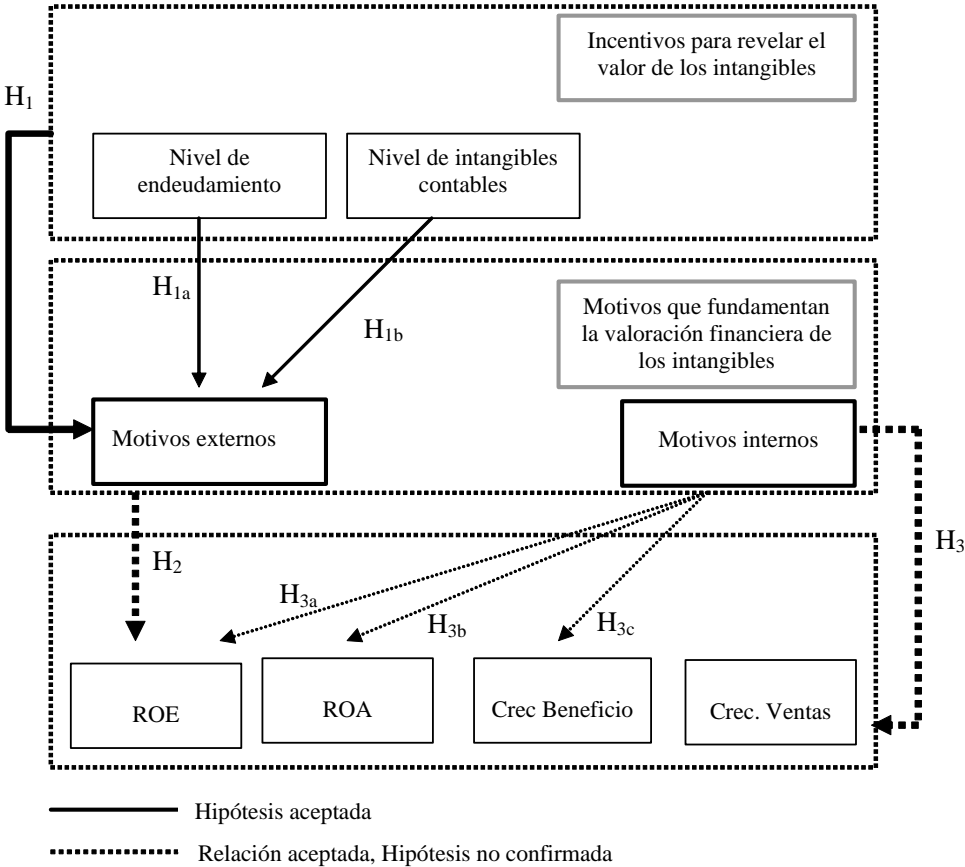 Incentivos para revelar el
valor de los intangibles
H1
Nivel de
endeudamiento
Nivel de intangibles
contables
H1a
H1b
Motivos que fundamentan
la valoración financiera de
los intangibles
Motivos externos
Motivos internos
H2
H3
H3a
H3b
H3c
ROE
ROA
Crec Beneficio
Crec. Ventas
Hipótesis aceptada
Relación aceptada, Hipótesis no confirmada